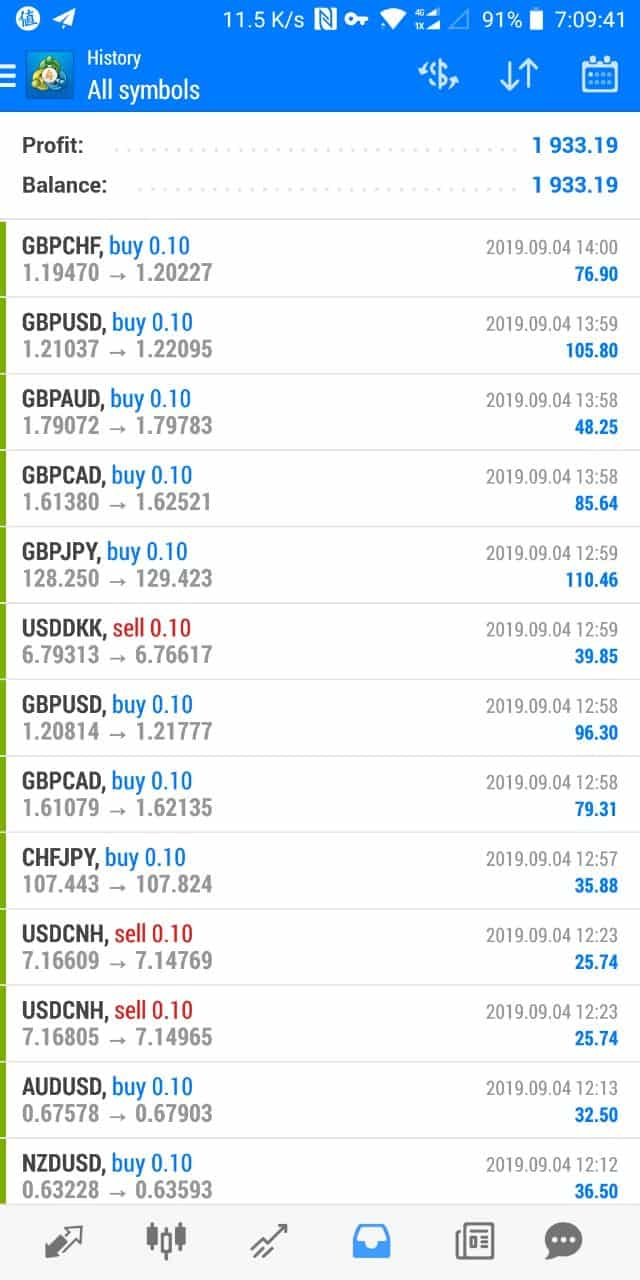 值 11.5 K/s 4G 1X 91% 7:09:41
History
All symbols
Profit: 1 933.19
Balance: 1 933.19
GBPCHF, buy 0.10 2019.09.04 14:00
1.19470 → 1.20227 76.90
GBPUSD, buy 0.10 2019.09.04 13:59
1.21037 → 1.22095 105.80
GBPAUD, buy 0.10 2019.09.04 13:58
1.79072 → 1.79783 48.25
GBPCAD, buy 0.10 2019.09.04 13:58
1.61380 → 1.62521 85.64
GBPJPY, buy 0.10 2019.09.04 12:59
128.250 → 129.423 110.46
USDDKK, sell 0.10 2019.09.04 12:59
6.79313 → 6.76617 39.85
GBPUSD, buy 0.10 2019.09.04 12:58
1.20814 → 1.21777 96.30
GBPCAD, buy 0.10 2019.09.04 12:58
1.61079 → 1.62135 79.31
CHFJPY, buy 0.10 2019.09.04 12:57
107.443 → 107.824 35.88
USDCNH, sell 0.10 2019.09.04 12:23
7.16609 → 7.14769 25.74
USDCNH, sell 0.10 2019.09.04 12:23
7.16805 → 7.14965 25.74
AUDUSD, buy 0.10 2019.09.04 12:13
0.67578 → 0.67903 32.50
NZDUSD, buy 0.10 2019.09.04 12:12
0.63228 → 0.63593 36.50